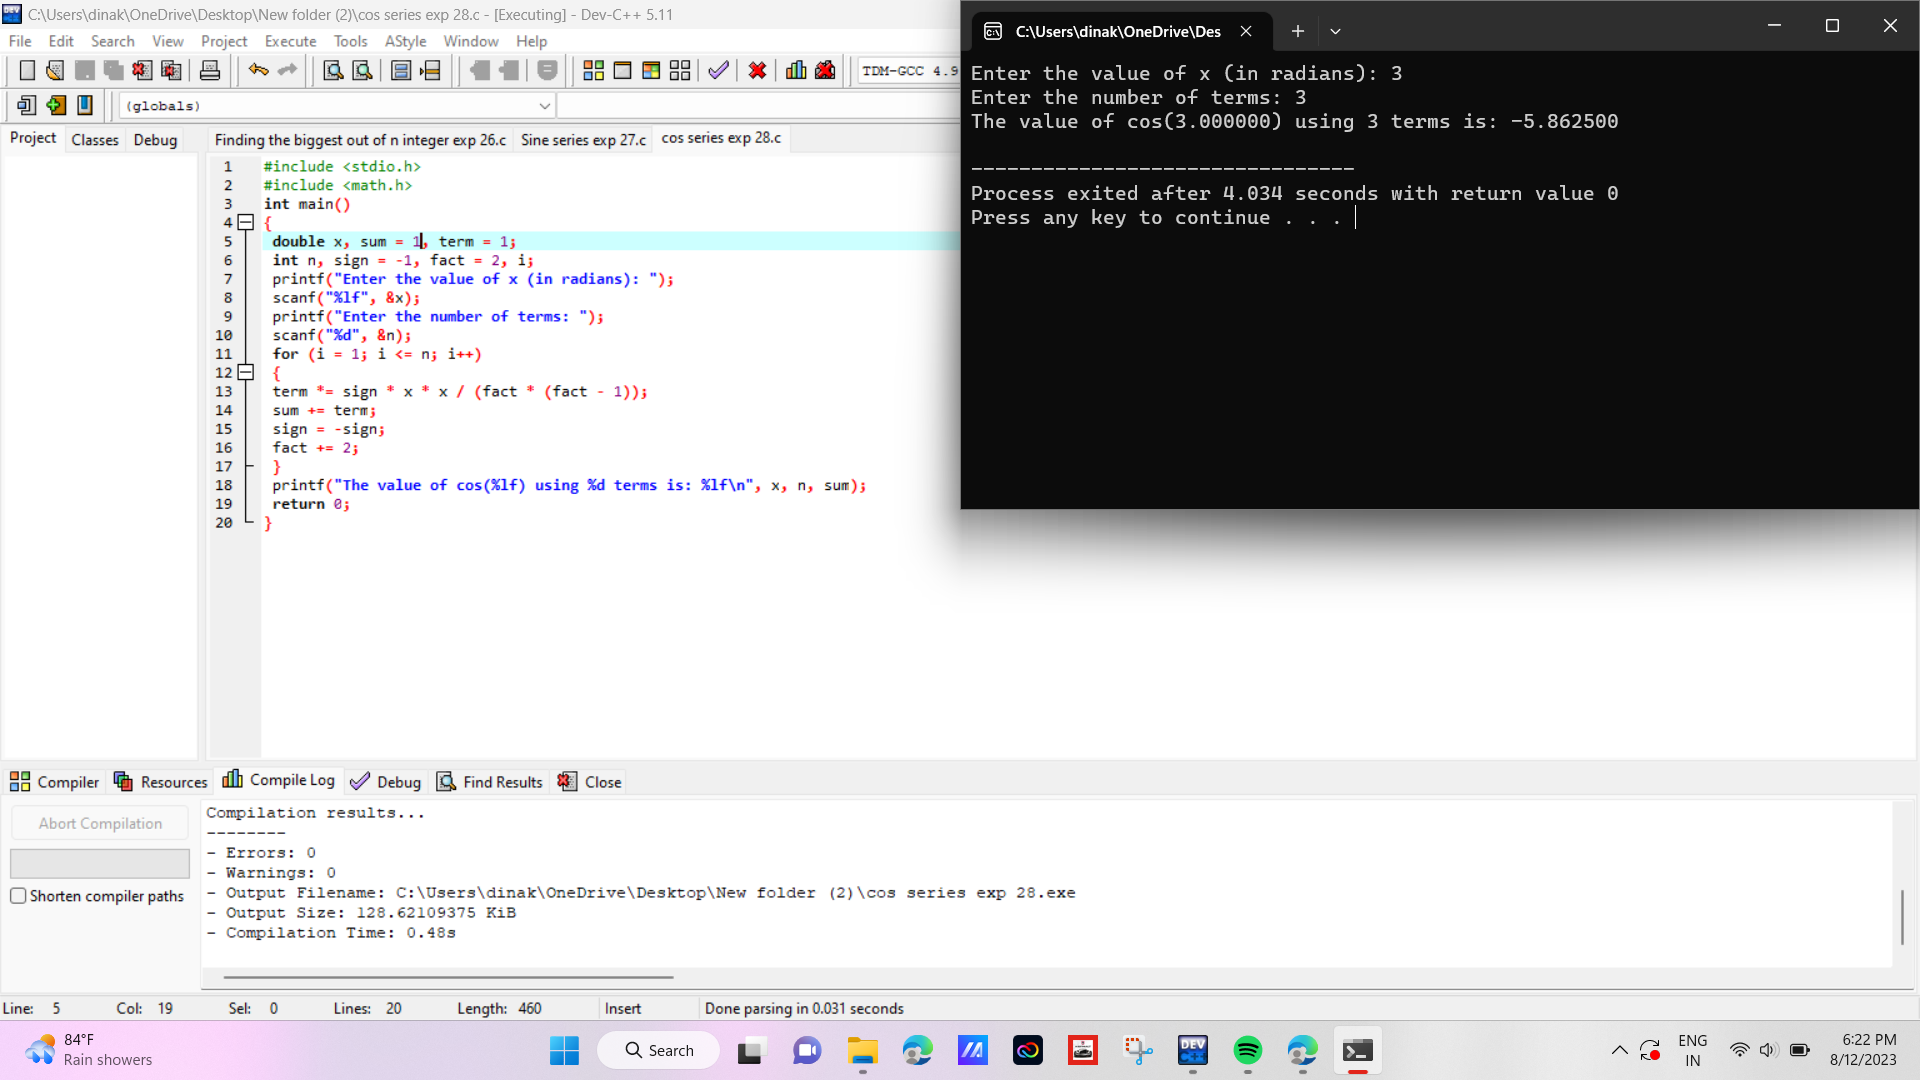 C:\Users\dinak\OneDrive\Desktop\New folder (2)\cos series exp 28.c - [Executing] - Dev-C++ 5.11
File Edit Search View Project Execute Tools AStyle Window Help
TDM-GCC 4.9
(globals)
Project Classes Debug
Finding the biggest out of n integer exp 26.c Sine series exp 27.c cos series exp 28.c
1 #include <stdio.h>
2 #include <math.h>
3 int main()
4 {
5 double x, sum = 1, term = 1;
6 int n, sign = -1, fact = 2, i;
7 printf("Enter the value of x (in radians): ");
8 scanf("%lf", &x);
9 printf("Enter the number of terms: ");
10 scanf("%d", &n);
11 for (i = 1; i <= n; i++)
12 {
13 term *= sign * x * x / (fact * (fact - 1));
14 sum += term;
15 sign = -sign;
16 fact += 2;
17 }
18 printf("The value of cos(%lf) using %d terms is: %lf\n", x, n, sum);
19 return 0;
20 }
C:\Users\dinak\OneDrive\Des
Enter the value of x (in radians): 3
Enter the number of terms: 3
The value of cos(3.000000) using 3 terms is: -5.862500
--------------------------------
Process exited after 4.034 seconds with return value 0
Press any key to continue . . .
Compiler Resources Compile Log Debug Find Results Close
Abort Compilation
Shorten compiler paths
Compilation results...
--------
- Errors: 0
- Warnings: 0
- Output Filename: C:\Users\dinak\OneDrive\Desktop\New folder (2)\cos series exp 28.exe
- Output Size: 128.62109375 KiB
- Compilation Time: 0.48s
Line: 5 Col: 19 Sel: 0 Lines: 20 Length: 460 Insert Done parsing in 0.031 seconds
84°F
Rain showers
Search
DEV
C++
ENG
IN
6:22 PM
8/12/2023